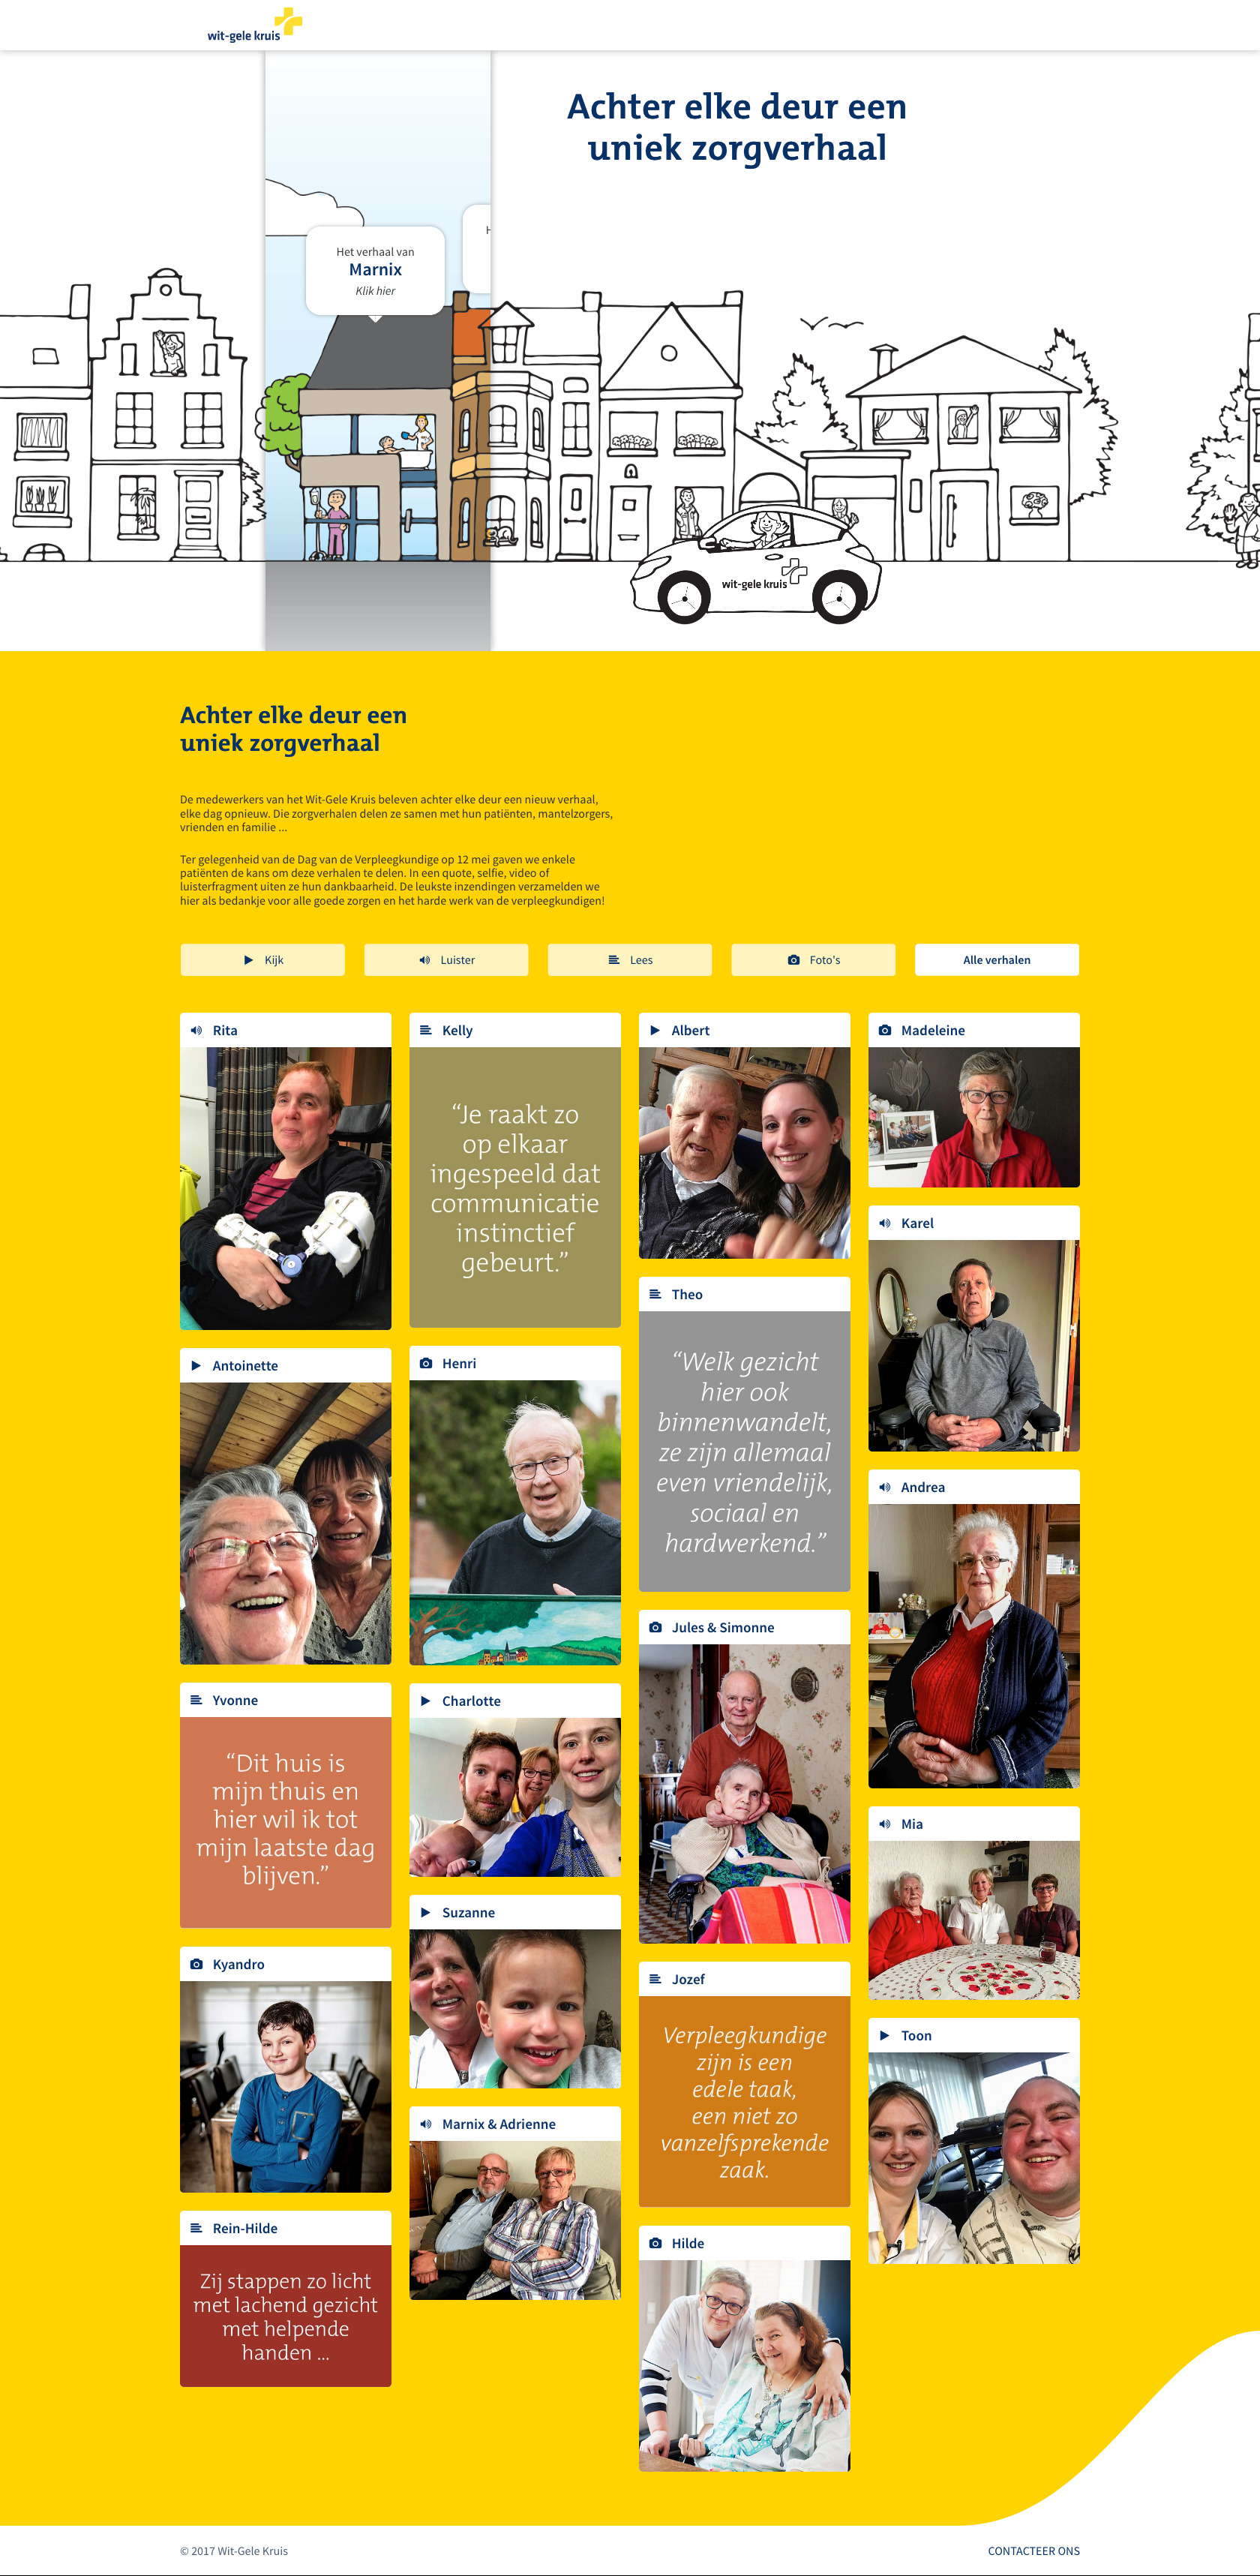 wit-gele kruis
Achter elke deur een
uniek zorgverhaal
Het verhaal van
Marnix
Klik hier
H
wit-gele kruis
Achter elke deur een
uniek zorgverhaal
De medewerkers van het Wit-Gele Kruis beleven achter elke deur een nieuw verhaal,
elke dag opnieuw. Die zorgverhalen delen ze samen met hun patiënten, mantelzorgers,
vrienden en familie ...
Ter gelegenheid van de Dag van de Verpleegkundige op 12 mei gaven we enkele
patiënten de kans om deze verhalen te delen. In een quote, selfie, video of
luisterfragment uiten ze hun dankbaarheid. De leukste inzendingen verzamelden we
hier als bedankje voor alle goede zorgen en het harde werk van de verpleegkundigen!
Kijk
Luister
Lees
Foto's
Alle verhalen
Rita
Antoinette
Yvonne
“Dit huis is
mijn thuis en
hier wil ik tot
mijn laatste dag
blijven.”
Kyandro
Rein-Hilde
Zij stappen zo licht
met lachend gezicht
met helpende
handen ...
Kelly
“Je raakt zo
op elkaar
ingespeeld dat
communicatie
instinctief
gebeurt.”
Henri
Charlotte
Suzanne
Marnix & Adrienne
Albert
Theo
“Welk gezicht
hier ook
binnenwandelt,
ze zijn allemaal
even vriendelijk,
sociaal en
hardwerkend.”
Jules & Simonne
Jozef
Verpleegkundige
zijn is een
edele taak,
een niet zo
vanzelfsprekende
zaak.
Hilde
Madeleine
Karel
Andrea
Mia
Toon
© 2017 Wit-Gele Kruis
CONTACTEER ONS